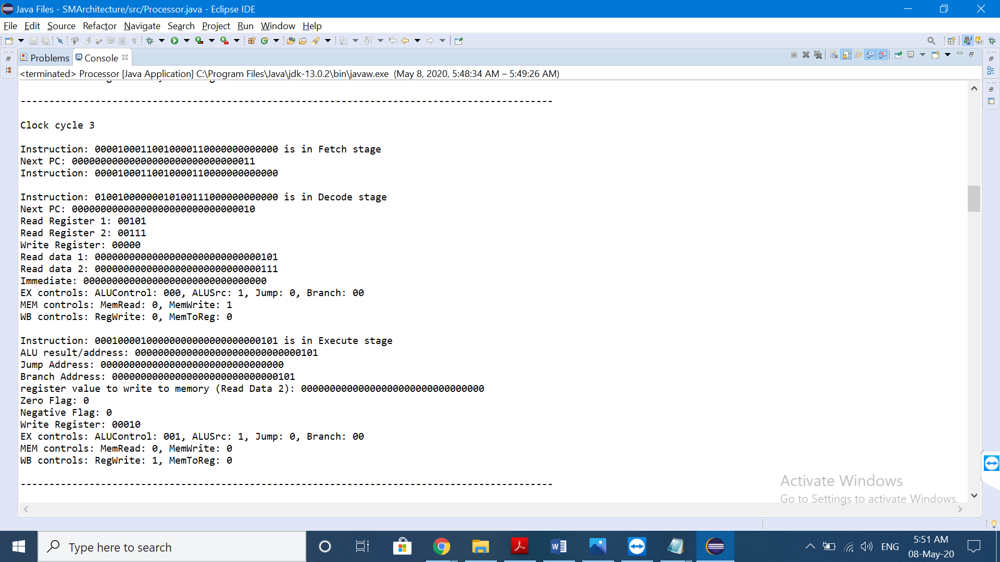 Java Files - SMArchitecture/src/Processor.java - Eclipse IDE
File Edit Source Refactor Navigate Search Project Run Window Help
Problems Console
<terminated> Processor [Java Application] C:\Program Files\Java\jdk-13.0.2\bin\javaw.exe (May 8, 2020, 5:48:34 AM – 5:49:26 AM)
---------------------------------------------------------------------------------------------
Clock cycle 3
Instruction: 00001000110010000110000000000000 is in Fetch stage
Next PC: 00000000000000000000000000000011
Instruction: 00001000110010000110000000000000
Instruction: 01001000000010100111000000000000 is in Decode stage
Next PC: 00000000000000000000000000000010
Read Register 1: 00101
Read Register 2: 00111
Write Register: 00000
Read data 1: 00000000000000000000000000000101
Read data 2: 00000000000000000000000000000111
Immediate: 00000000000000000000000000000000
EX controls: ALUControl: 000, ALUSrc: 1, Jump: 0, Branch: 00
MEM controls: MemRead: 0, MemWrite: 1
WB controls: RegWrite: 0, MemToReg: 0
Instruction: 00010000100000000000000000000101 is in Execute stage
ALU result/address: 00000000000000000000000000000101
Jump Address: 00000000000000000000000000000000
Branch Address: 00000000000000000000000000000101
register value to write to memory (Read Data 2): 00000000000000000000000000000000
Zero Flag: 0
Negative Flag: 0
Write Register: 00010
EX controls: ALUControl: 001, ALUSrc: 1, Jump: 0, Branch: 00
MEM controls: MemRead: 0, MemWrite: 0
WB controls: RegWrite: 1, MemToReg: 0
---------------------------------------------------------------------------------------------
Activate Windows
Go to Settings to activate Windows.
Type here to search
ENG
5:51 AM
08-May-20